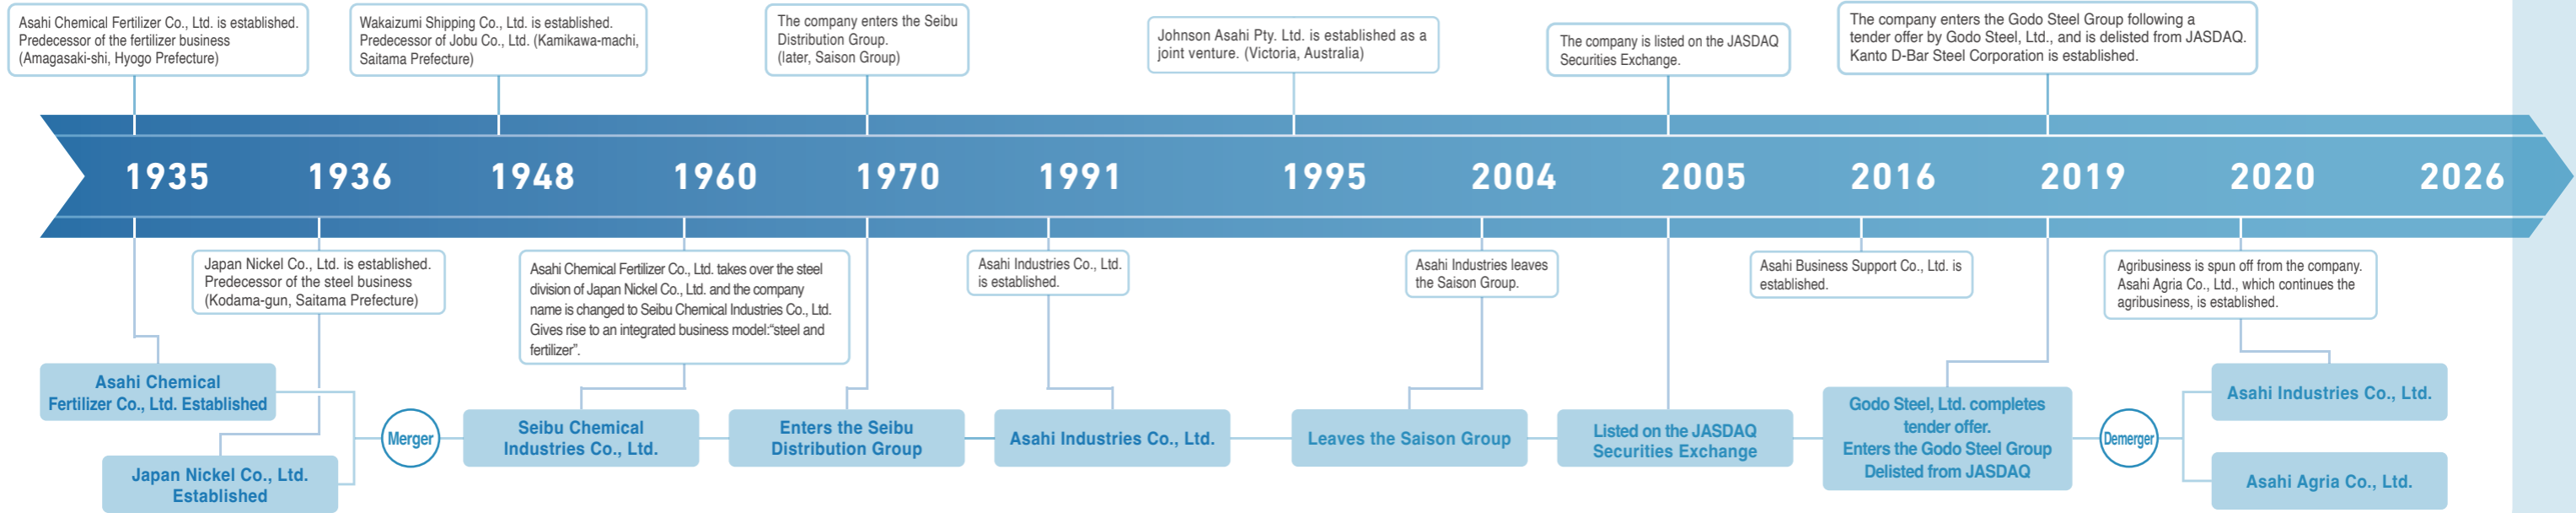 Asahi Chemical Fertilizer Co., Ltd. is established.
Predecessor of the fertilizer business
(Amagasaki-shi, Hyogo Prefecture)
Wakaizumi Shipping Co., Ltd. is established.
Predecessor of Jobu Co., Ltd. (Kamikawa-machi,
Saitama Prefecture)
The company enters the Seibu
Distribution Group.
(later, Saison Group)
Johnson Asahi Pty. Ltd. is established as a
joint venture. (Victoria, Australia)
The company is listed on the JASDAQ
Securities Exchange.
The company enters the Godo Steel Group following a
tender offer by Godo Steel, Ltd., and is delisted from JASDAQ.
Kanto D-Bar Steel Corporation is established.
1935 1936 1948 1960 1970 1991 1995 2004 2005 2016 2019 2020 2026
Japan Nickel Co., Ltd. is established.
Predecessor of the steel business
(Kodama-gun, Saitama Prefecture)
Asahi Chemical Fertilizer Co., Ltd. takes over the steel
division of Japan Nickel Co., Ltd. and the company
name is changed to Seibu Chemical Industries Co., Ltd.
Gives rise to an integrated business model:“steel and
fertilizer”.
Asahi Industries Co., Ltd.
is established.
Asahi Industries leaves
the Saison Group.
Asahi Business Support Co., Ltd. is
established.
Agribusiness is spun off from the company.
Asahi Agria Co., Ltd., which continues the
agribusiness, is established.
Asahi Chemical
Fertilizer Co., Ltd. Established
Japan Nickel Co., Ltd.
Established
Merger
Seibu Chemical
Industries Co., Ltd.
Enters the Seibu
Distribution Group
Asahi Industries Co., Ltd.
Leaves the Saison Group
Listed on the JASDAQ
Securities Exchange
Godo Steel, Ltd. completes
tender offer.
Enters the Godo Steel Group
Delisted from JASDAQ
Demerger
Asahi Industries Co., Ltd.
Asahi Agria Co., Ltd.